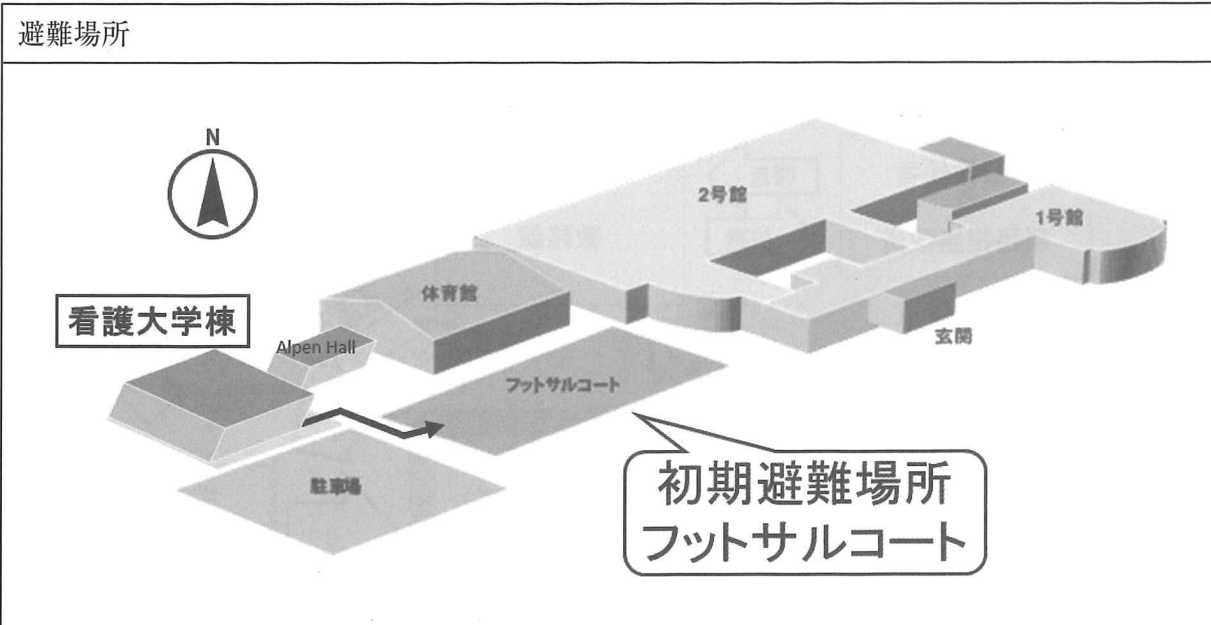 避難場所
N
2号館
1号館
体育館
看護大学棟
Alpen Hall
玄関
フットサルコート
駐車場
初期避難場所
フットサルコート